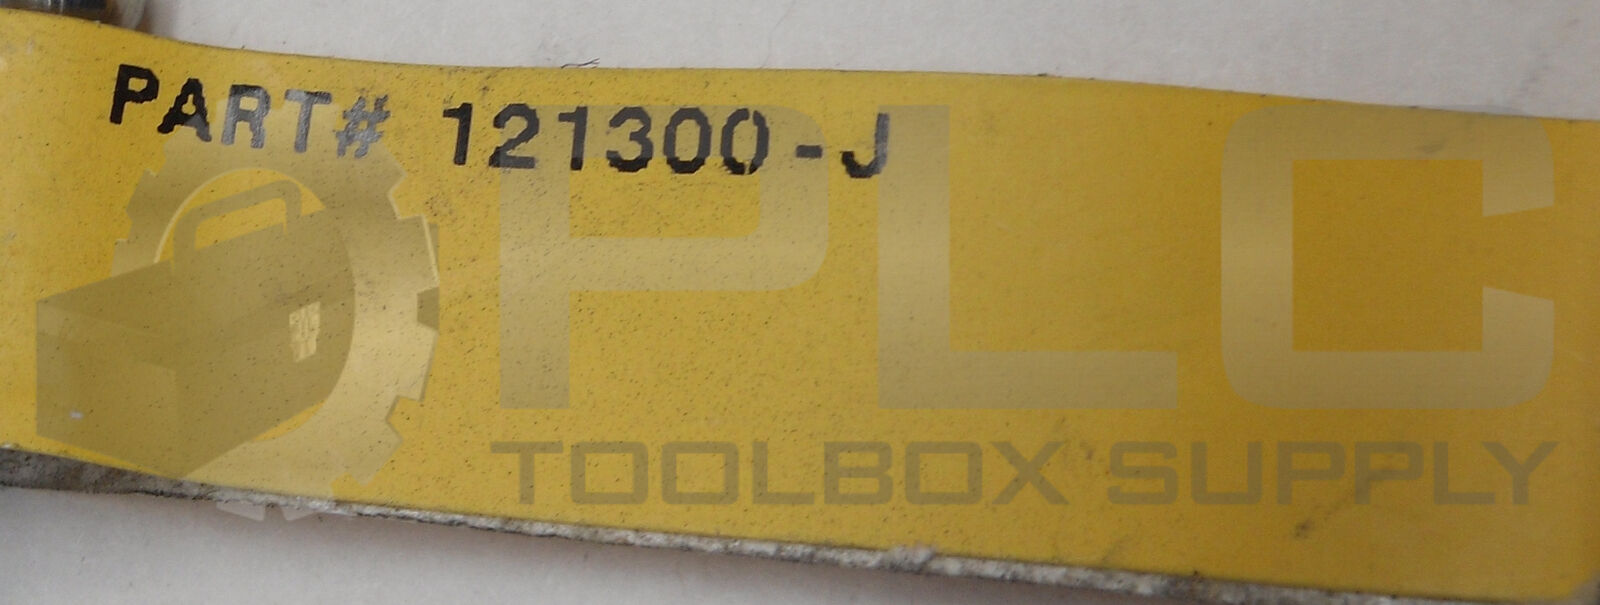 PART# 121300-J
PLC
TOOLBOX SUPPLY